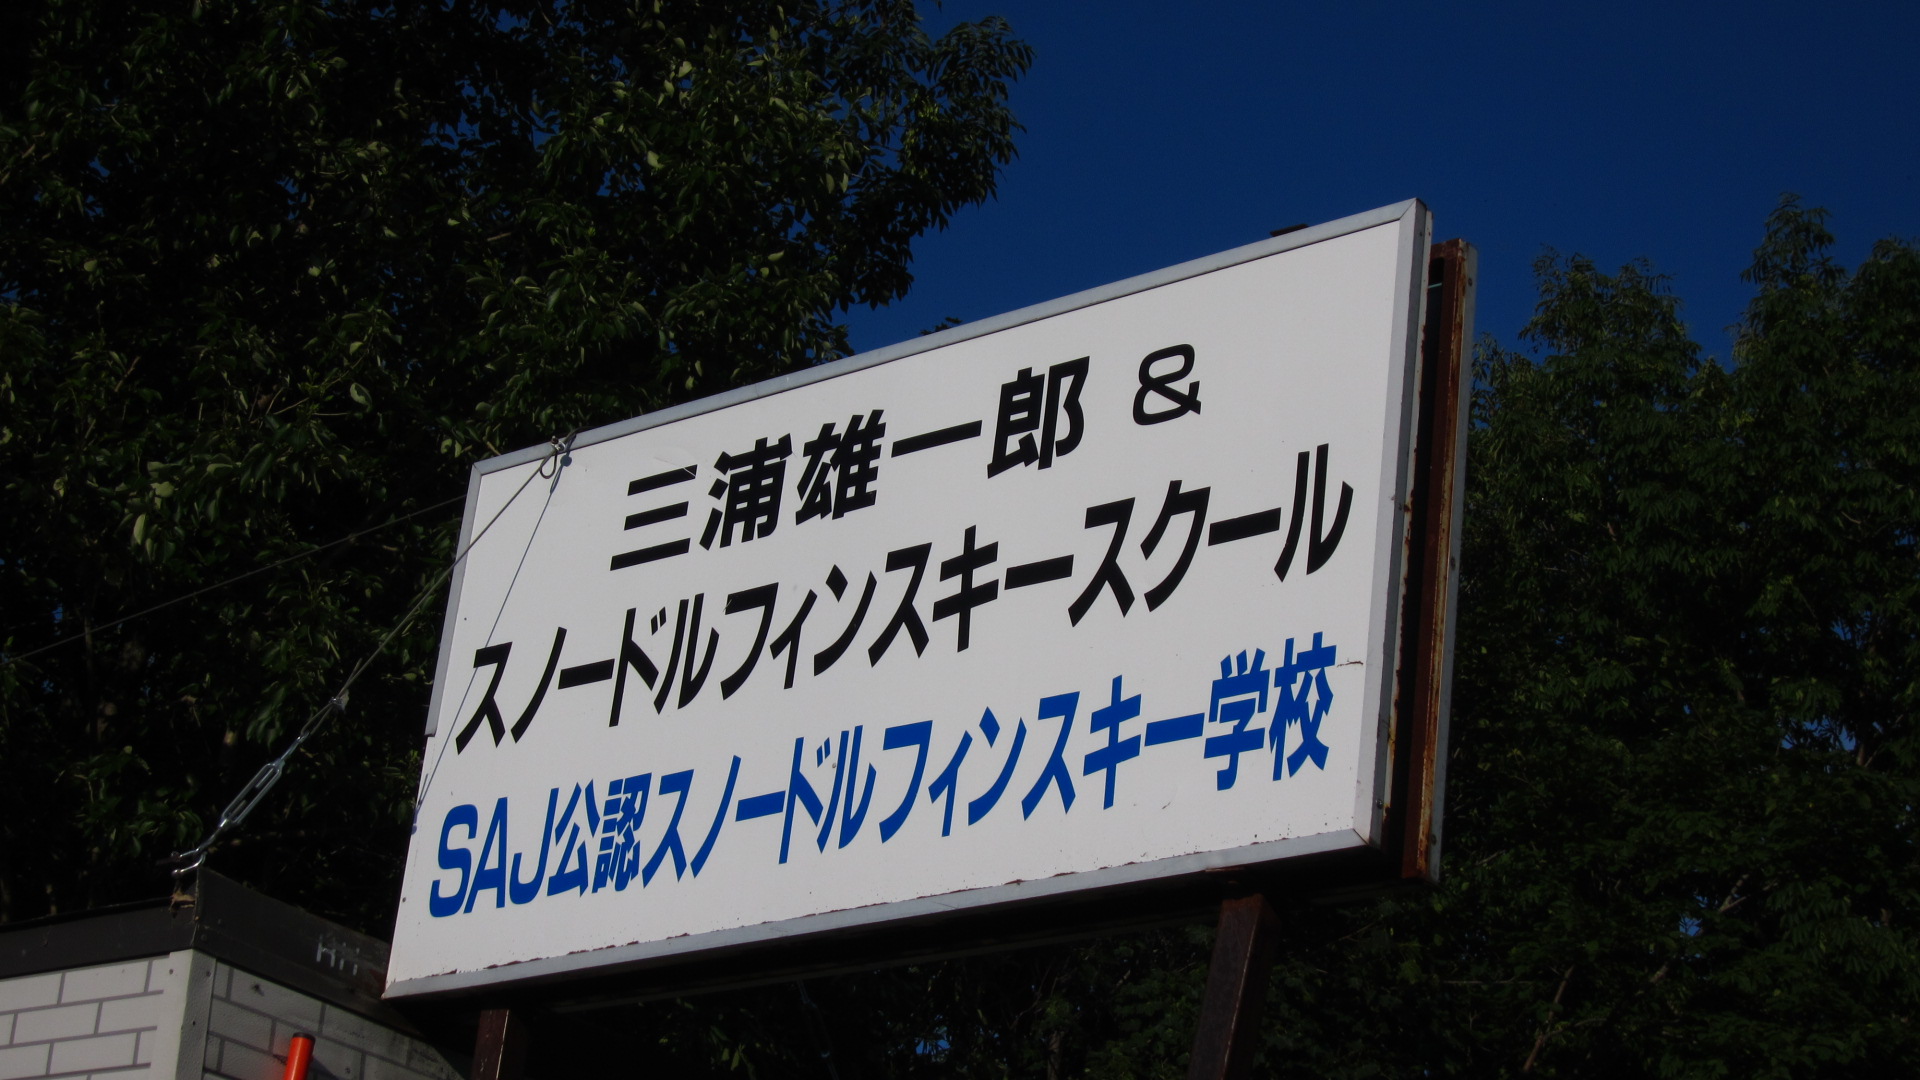 三浦雄一郎 &
スノードルフィンスキースクール
SAJ公認スノードルフィンスキー学校